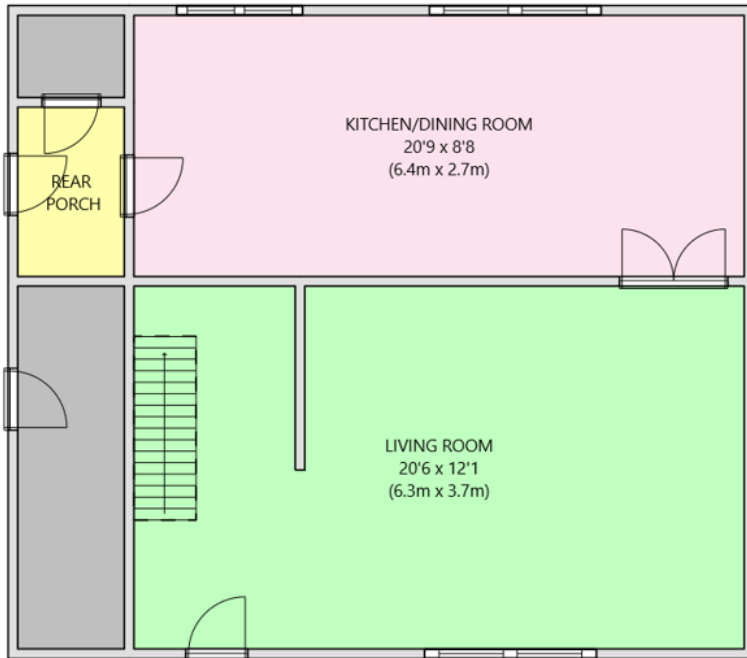 KITCHEN/DINING ROOM
20'9 x 8'8
(6.4m x 2.7m)
REAR
PORCH
LIVING ROOM
20'6 x 12'1
(6.3m x 3.7m)